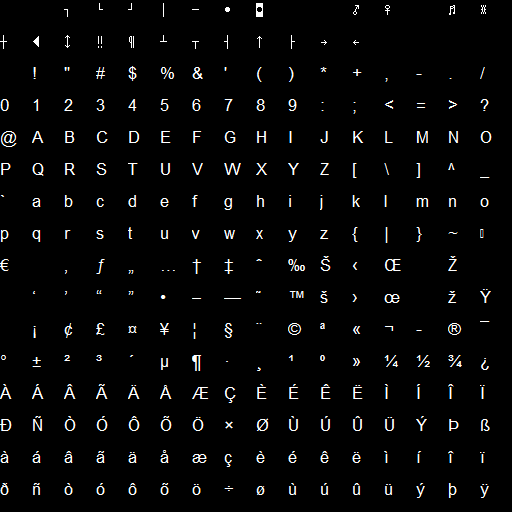 ┐ └ ┘ │ ─ • ◘ ♂ ♀ ♬
┼ ◄ ↕ ‼ ¶ ┴ ┬ ┤ ↑ ├ → ←
! " # $ % & ' ( ) * + , - . /
0 1 2 3 4 5 6 7 8 9 : ; < = > ?
@ A B C D E F G H I J K L M N O
P Q R S T U V W X Y Z [ \ ] ^ _
` a b c d e f g h i j k l m n o
p q r s t u v w x y z { | } ~
€ ‚ ƒ „ … † ‡ ˆ ‰ Š ‹ Œ Ž
‘ ’ “ ” • – — ˜ ™ š › œ ž Ÿ
¡ ¢ £ ¤ ¥ ¦ § ¨ © ª « ¬ - ® ¯
° ± ² ³ ´ µ ¶ · ¸ ¹ º » ¼ ½ ¾ ¿
À Á Â Ã Ä Å Æ Ç È É Ê Ë Ì Í Î Ï
Ð Ñ Ò Ó Ô Õ Ö × Ø Ù Ú Û Ü Ý Þ ß
à á â ã ä å æ ç è é ê ë ì í î ï
ð ñ ò ó ô õ ö ÷ ø ù ú û ü ý þ ÿ